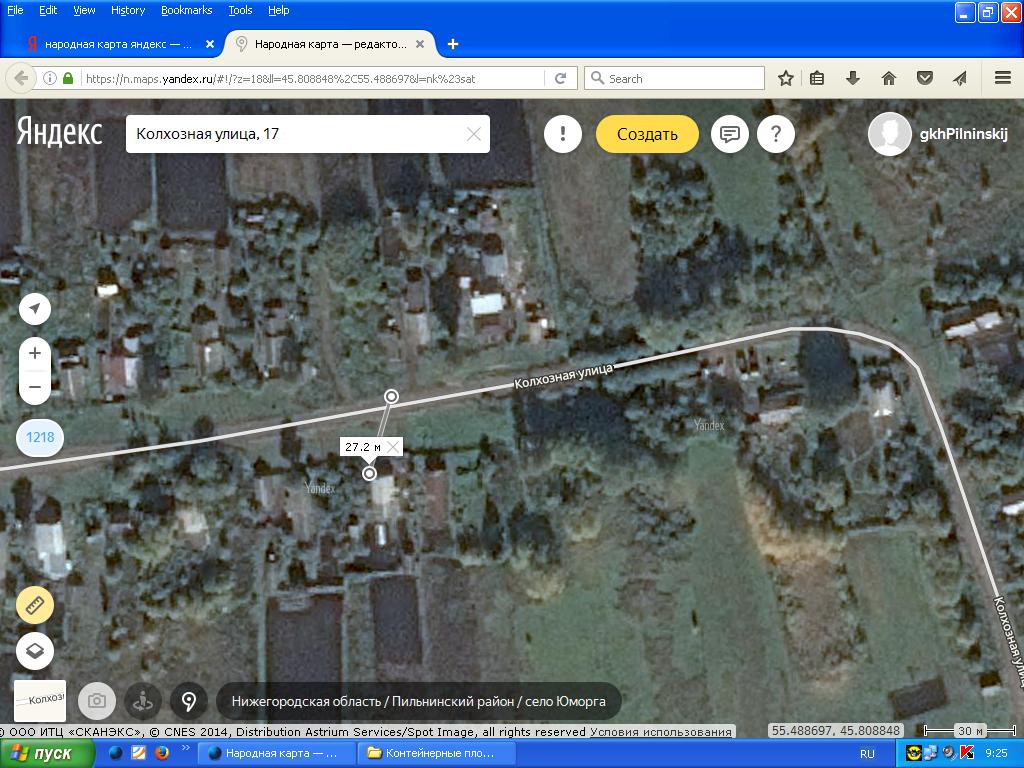 File Edit View History Bookmarks Tools Help
народная карта яндекс — ...
Народная карта — редакто...
https://n.maps.yandex.ru/#!/?z=18&ll=45.808848%2C55.488697&l=nk%23sat
Search
Яндекс
Колхозная улица, 17
Создать
gkhPilninskij
Колхозная улица
27.2 м
Yandex
Yandex
1218
Колхозная улица
Колхоз
Нижегородская область / Пильнинский район / село Юморга
© ООО ИТЦ «СКАНЭКС», © CNES 2014, Distribution Astrium Services/Spot Image, all rights reserved Условия использования
55.488697, 45.808848
30 м
пуск
Народная карта — ...
Контейнерные пло...
RU
9:25